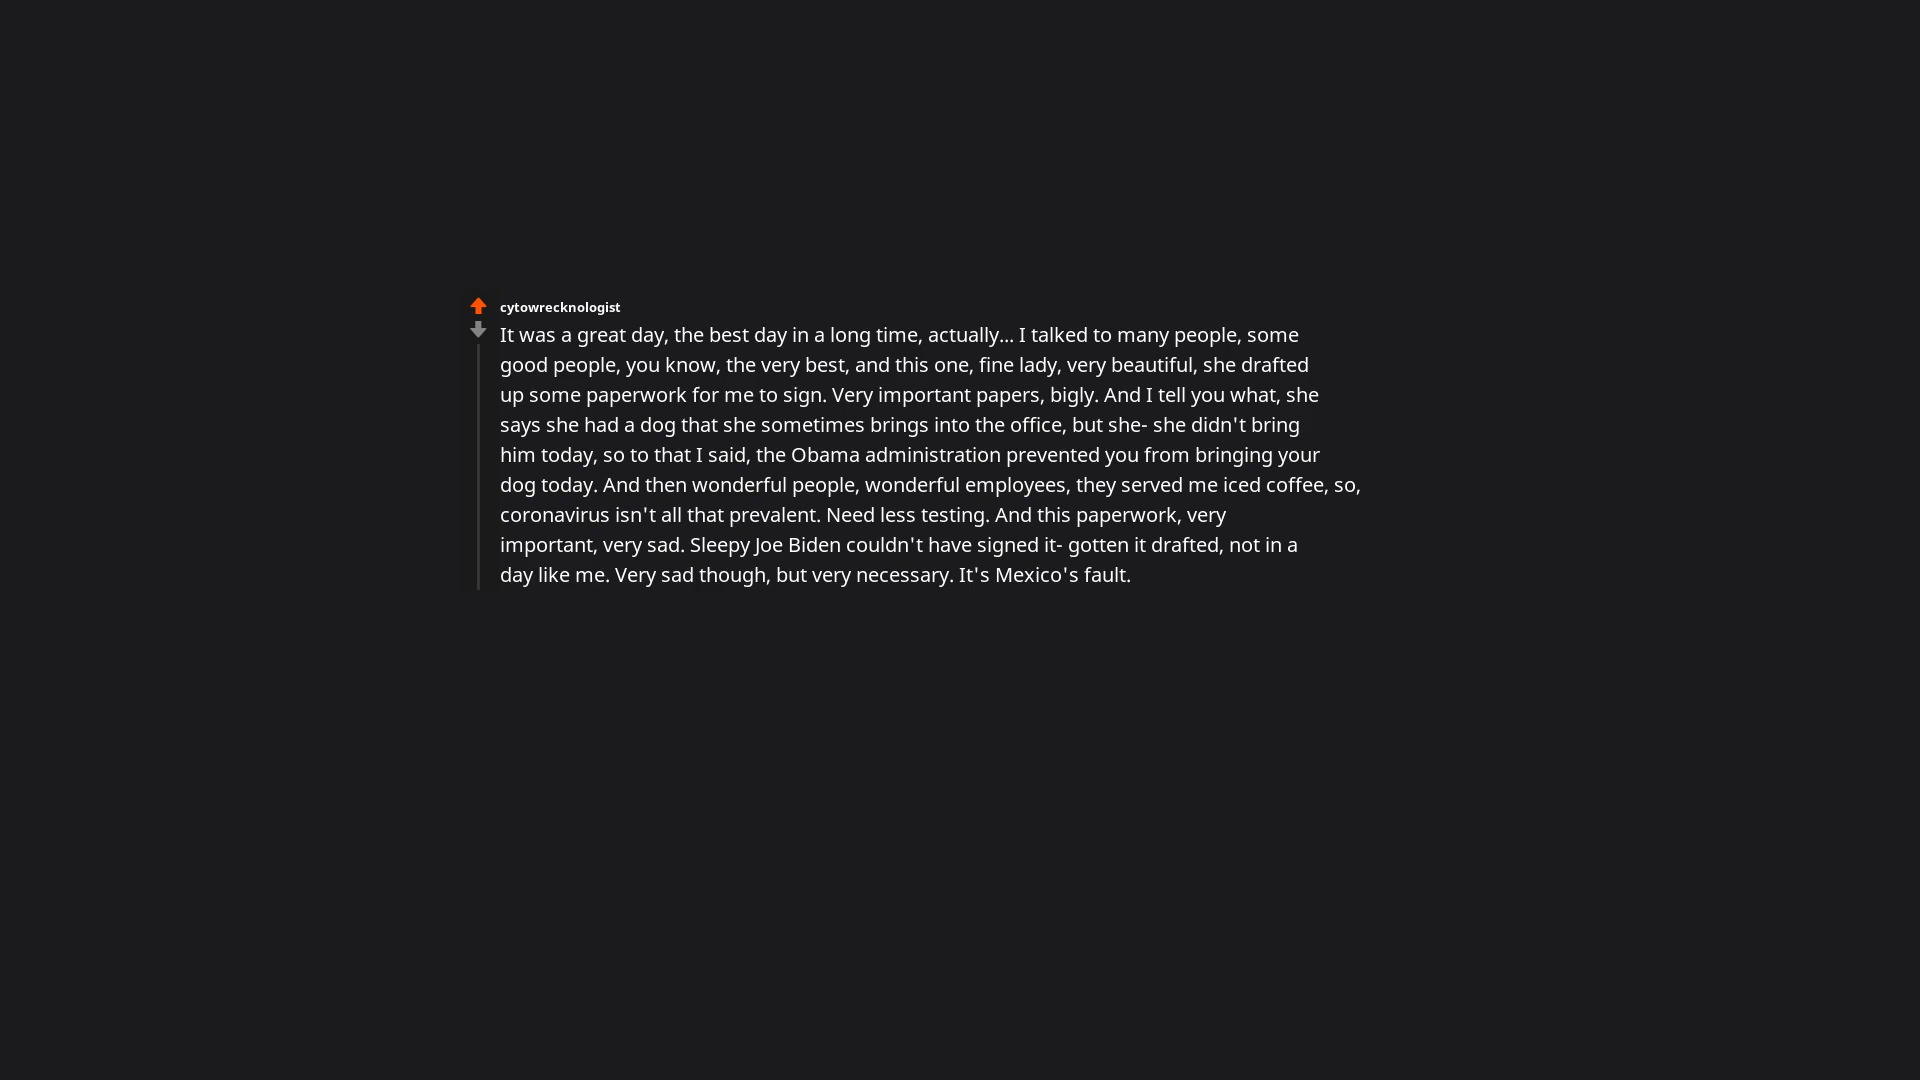 cytowrecknologist
It was a great day, the best day in a long time, actually... I talked to many people, some
good people, you know, the very best, and this one, fine lady, very beautiful, she drafted
up some paperwork for me to sign. Very important papers, bigly. And I tell you what, she
says she had a dog that she sometimes brings into the office, but she- she didn't bring
him today, so to that I said, the Obama administration prevented you from bringing your
dog today. And then wonderful people, wonderful employees, they served me iced coffee, so,
coronavirus isn't all that prevalent. Need less testing. And this paperwork, very
important, very sad. Sleepy Joe Biden couldn't have signed it- gotten it drafted, not in a
day like me. Very sad though, but very necessary. It's Mexico's fault.